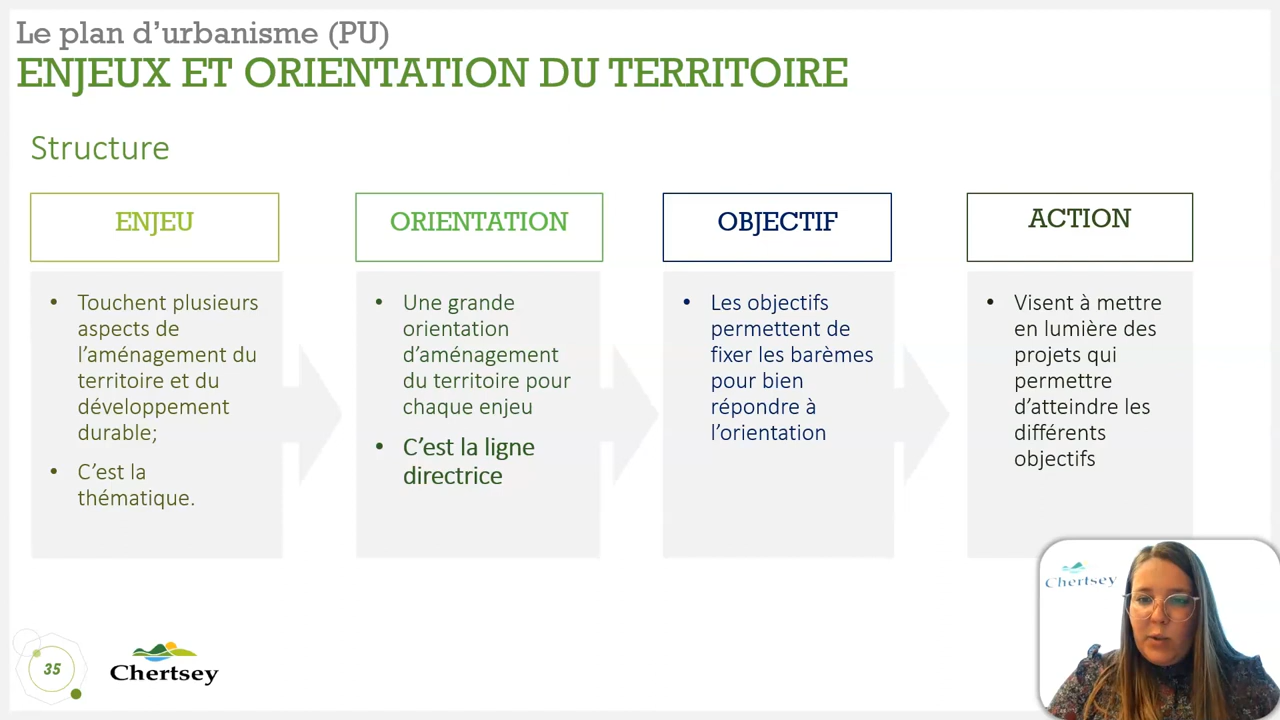 Le plan d’urbanisme (PU)
ENJEUX ET ORIENTATION DU TERRITOIRE
Structure
ENJEU
• Touchent plusieurs
aspects de
l’aménagement du
territoire et du
développement
durable;
• C’est la
thématique.
ORIENTATION
• Une grande
orientation
d’aménagement
du territoire pour
chaque enjeu
• C’est la ligne
directrice
OBJECTIF
• Les objectifs
permettent de
fixer les barèmes
pour bien
répondre à
l’orientation
ACTION
• Visent à mettre
en lumière des
projets qui
permettre
d’atteindre les
différents
objectifs
35
Chertsey
Chertsey